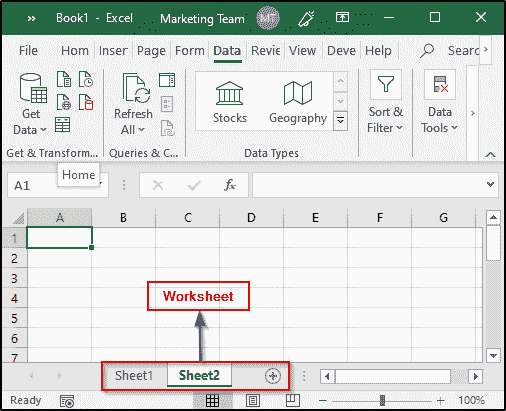 » Book1 - Excel Marketing Team MT
File Hom Inser Page Form Data Revie View Deve Help Searc
Get Data Refresh All Stocks Geography Sort & Filter Data Tools
Get & Transform... Queries & C... Data Types
Home
A1 fx
A B C D E F G
1
2
3
4 Worksheet
5
6
7
Sheet1 Sheet2
Ready 100%